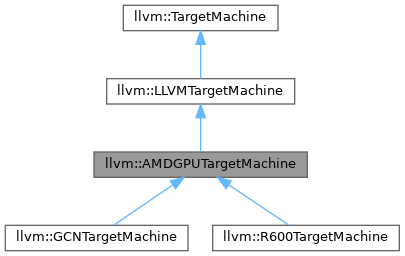 llvm::TargetMachine
llvm::LLVMTargetMachine
llvm::AMDGPUTargetMachine
llvm::GCNTargetMachine
llvm::R600TargetMachine